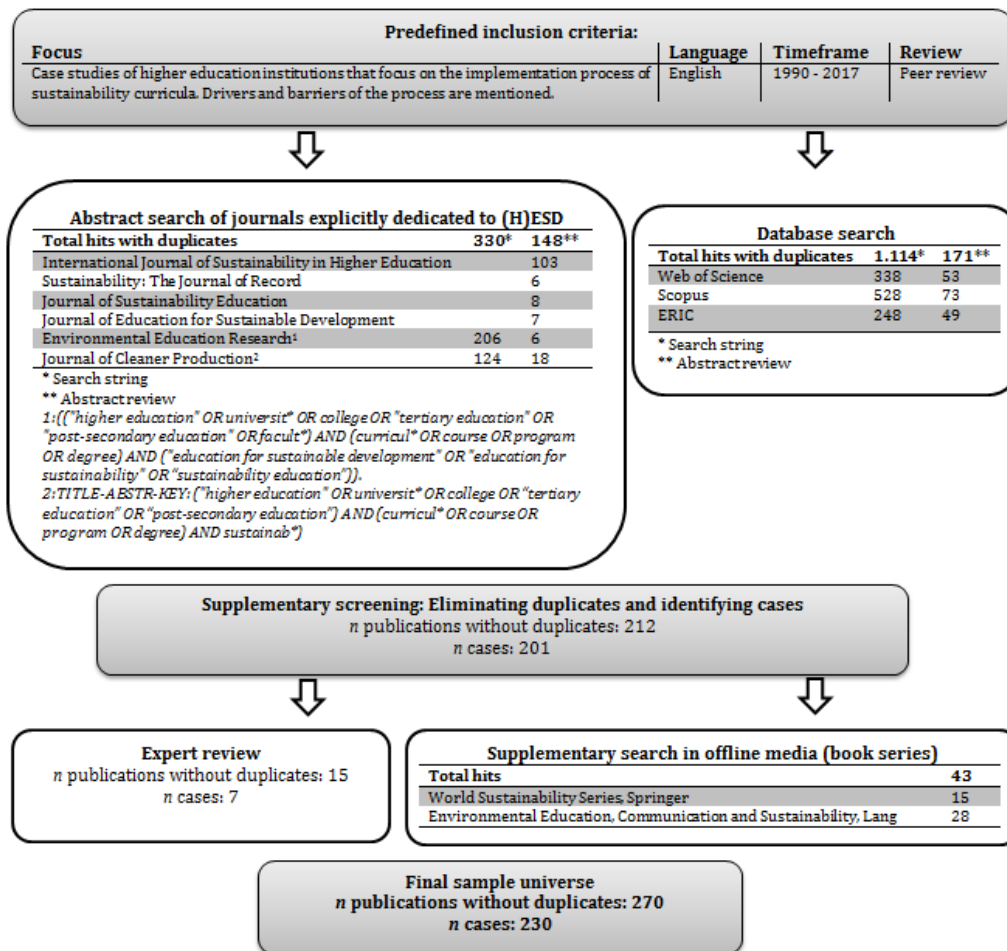 Predefined inclusion criteria:
Focus Language Timeframe Review
Case studies of higher education institutions that focus on the implementation process of English 1990 - 2017 Peer review
sustainability curricula. Drivers and barriers of the process are mentioned.
Abstract search of journals explicitly dedicated to (H)ESD
Total hits with duplicates 330* 148**
International Journal of Sustainability in Higher Education 103
Sustainability: The Journal of Record 6
Journal of Sustainability Education 8
Journal of Education for Sustainable Development 7
Environmental Education Research¹ 206 6
Journal of Cleaner Production² 124 18
* Search string
** Abstract review
1:(("higher education" OR universit* OR college OR "tertiary education" OR
"post-secondary education" OR facult*) AND (curricul* OR course OR program
OR degree) AND ("education for sustainable development" OR "education for
sustainability" OR "sustainability education")).
2:TITLE-ABSTR-KEY: ("higher education" OR universit* OR college OR "tertiary
education" OR "post-secondary education") AND (curricul* OR course OR
program OR degree) AND sustainab*)
Database search
Total hits with duplicates 1.114* 171**
Web of Science 338 53
Scopus 528 73
ERIC 248 49
* Search string
** Abstract review
Supplementary screening: Eliminating duplicates and identifying cases
n publications without duplicates: 212
n cases: 201
Expert review
n publications without duplicates: 15
n cases: 7
Supplementary search in offline media (book series)
Total hits 43
World Sustainability Series, Springer 15
Environmental Education, Communication and Sustainability, Lang 28
Final sample universe
n publications without duplicates: 270
n cases: 230